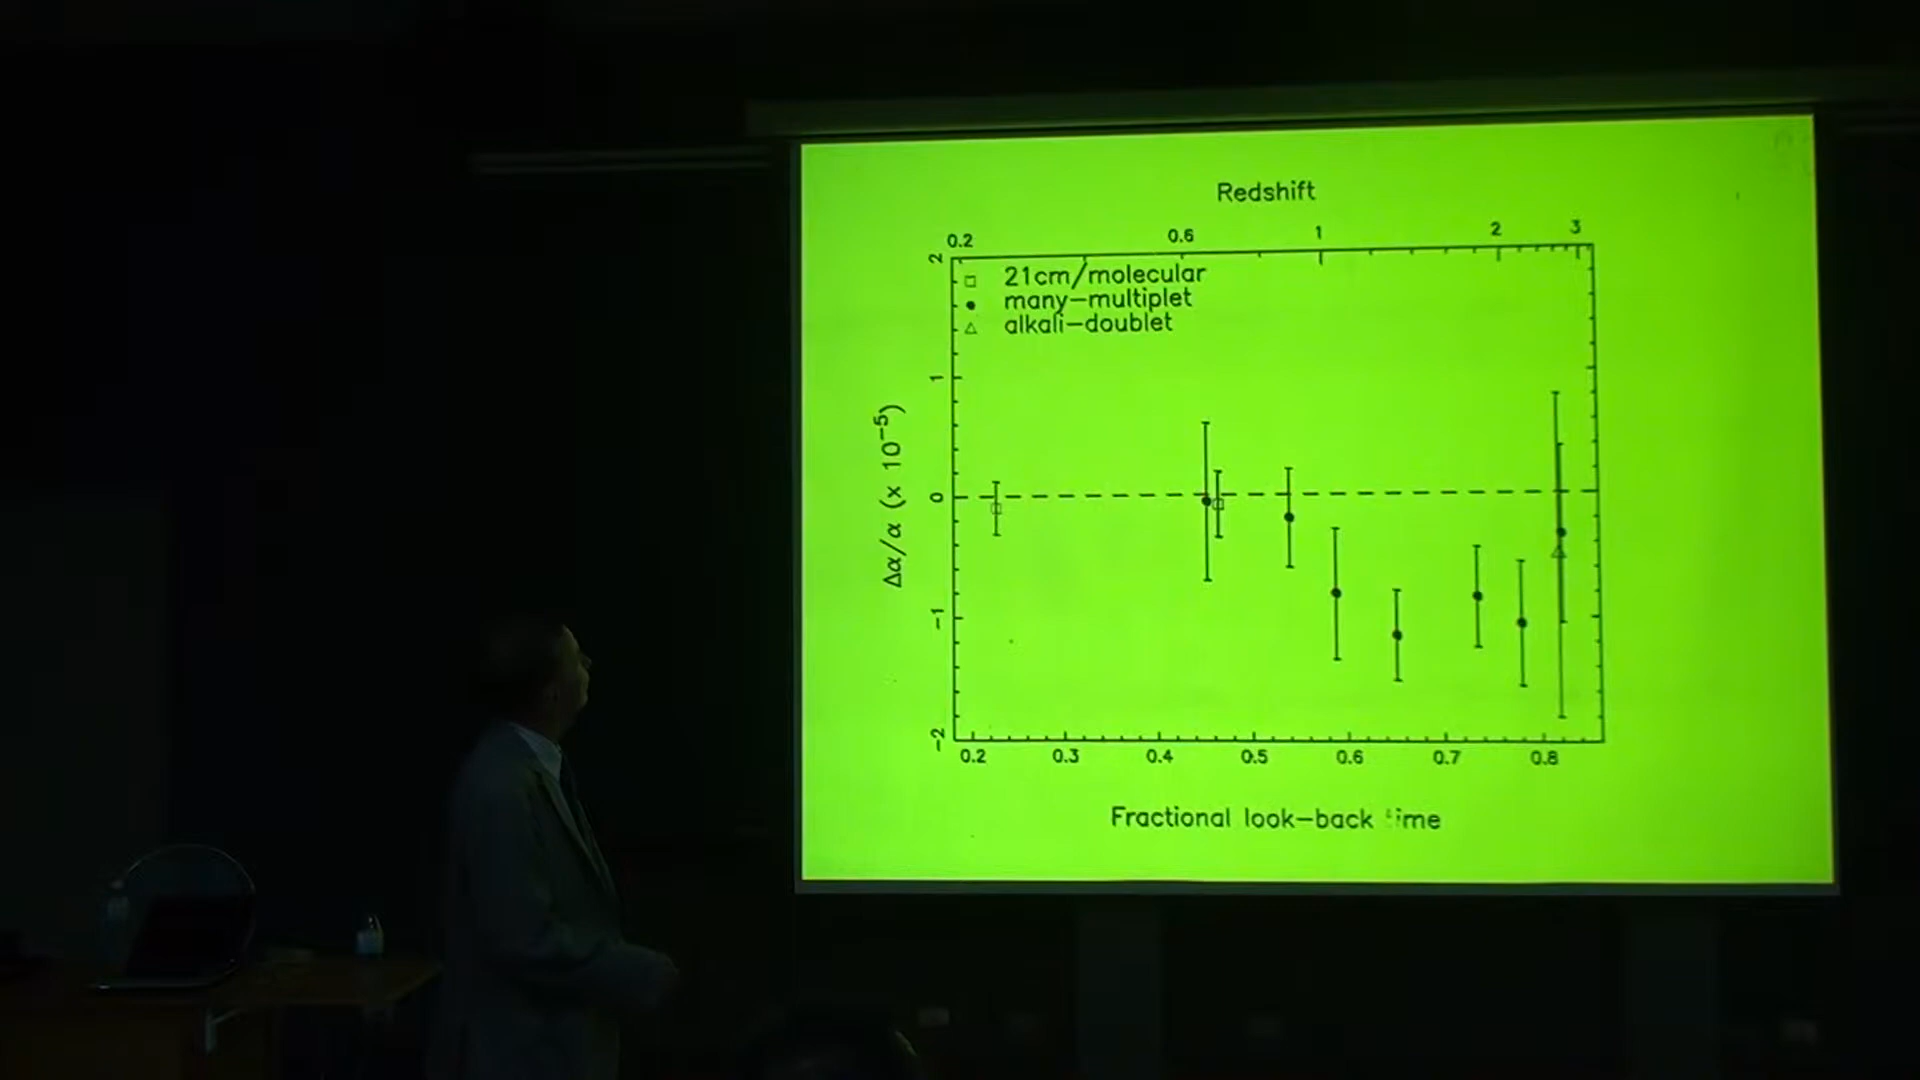 Redshift
0.2 0.6 1 2 3
21cm/molecular
many-multiplet
alkali-doublet
2
1
0
-1
-2
Δα/α (x 10⁻⁵)
0.2 0.3 0.4 0.5 0.6 0.7 0.8
Fractional look-back time